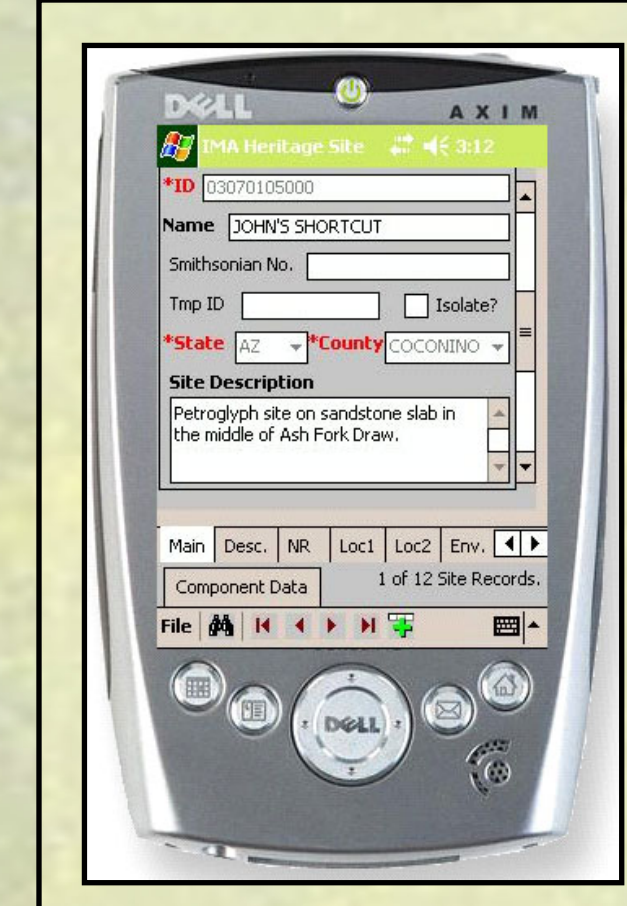 DELL
AXIM
IMA Heritage Site 3:12
*ID 03070105000
Name JOHN'S SHORTCUT
Smithsonian No.
Tmp ID Isolate?
*State AZ *County COCONINO
Site Description
Petroglyph site on sandstone slab in
the middle of Ash Fork Draw.
Main Desc. NR Loc1 Loc2 Env.
Component Data 1 of 12 Site Records.
File
DELL